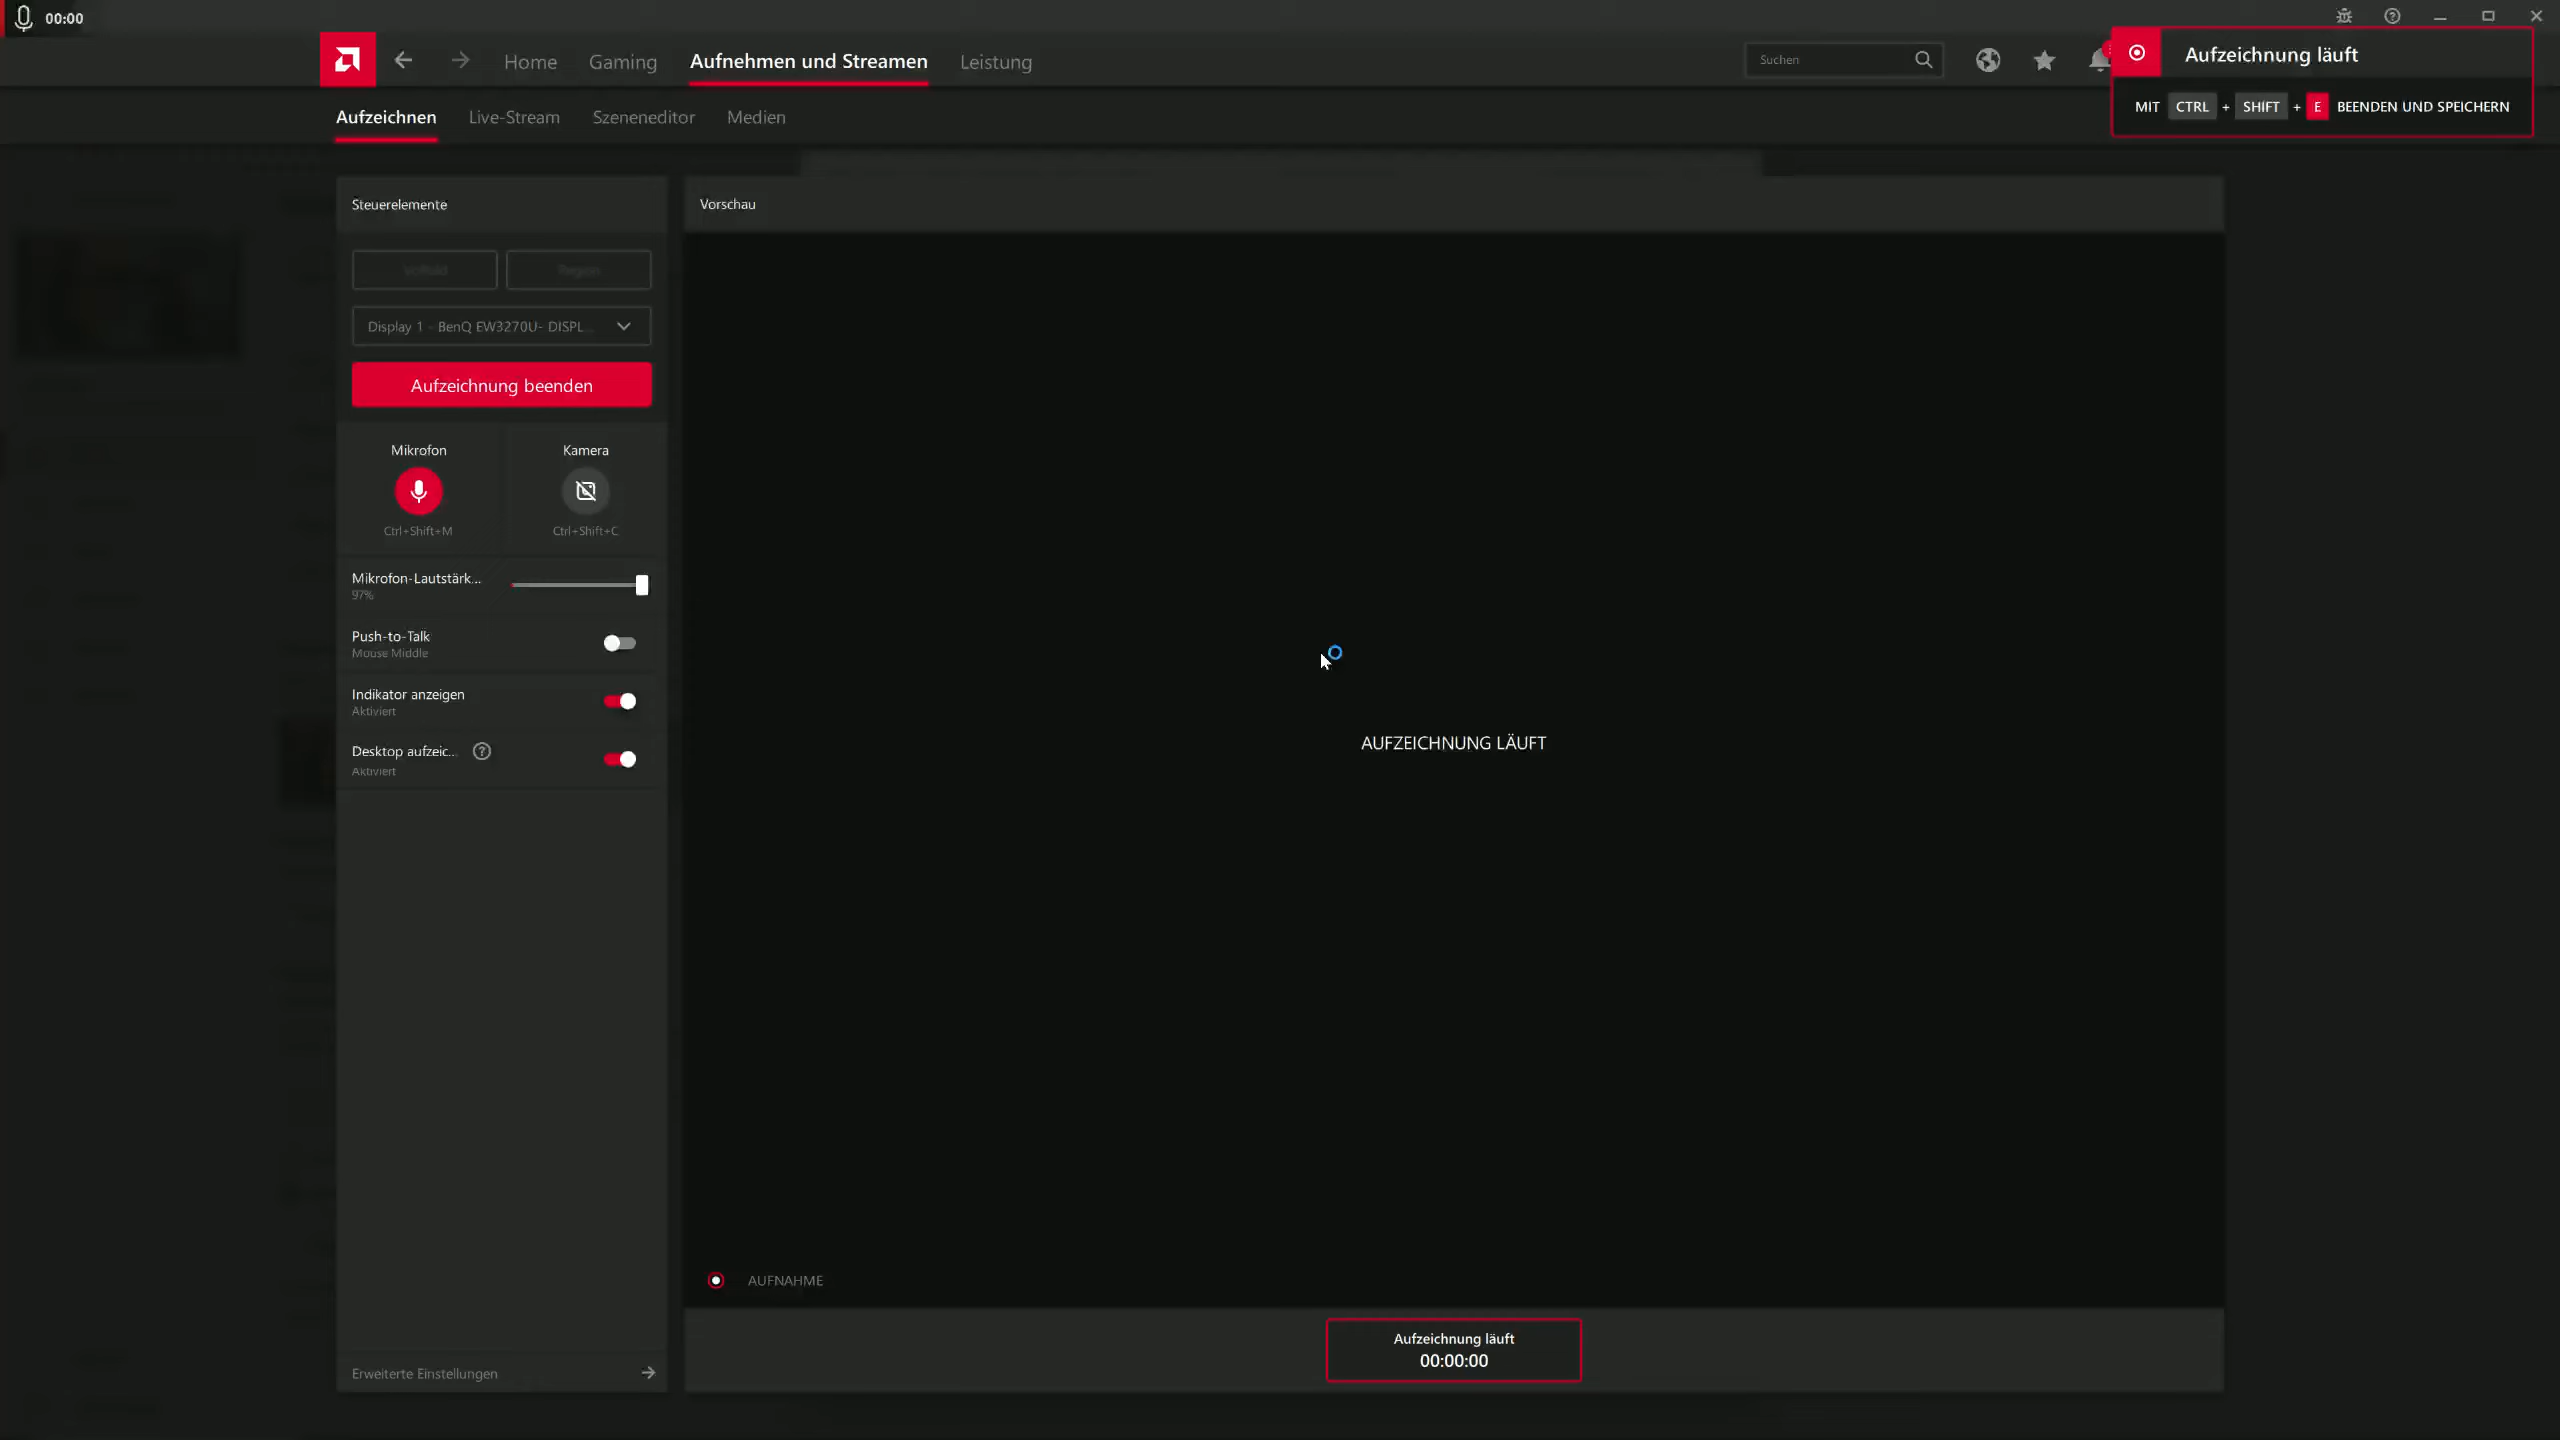 00:00
Home
Gaming
Aufnehmen und Streamen
Leistung
Suchen
Aufzeichnung läuft
MIT CTRL + SHIFT + E BEENDEN UND SPEICHERN
Aufzeichnen
Live-Stream
Szeneneditor
Medien
Steuerelemente
Vollbild
Region
Display 1 - BenQ EW3270U- DISPL...
Aufzeichnung beenden
Mikrofon
Kamera
Ctrl+Shift+M
Ctrl+Shift+C
Mikrofon-Lautstärk...
97%
Push-to-Talk
Mouse Middle
Indikator anzeigen
Aktiviert
Desktop aufzeic...
Aktiviert
Erweiterte Einstellungen
Vorschau
AUFZEICHNUNG LÄUFT
AUFNAHME
Aufzeichnung läuft
00:00:00